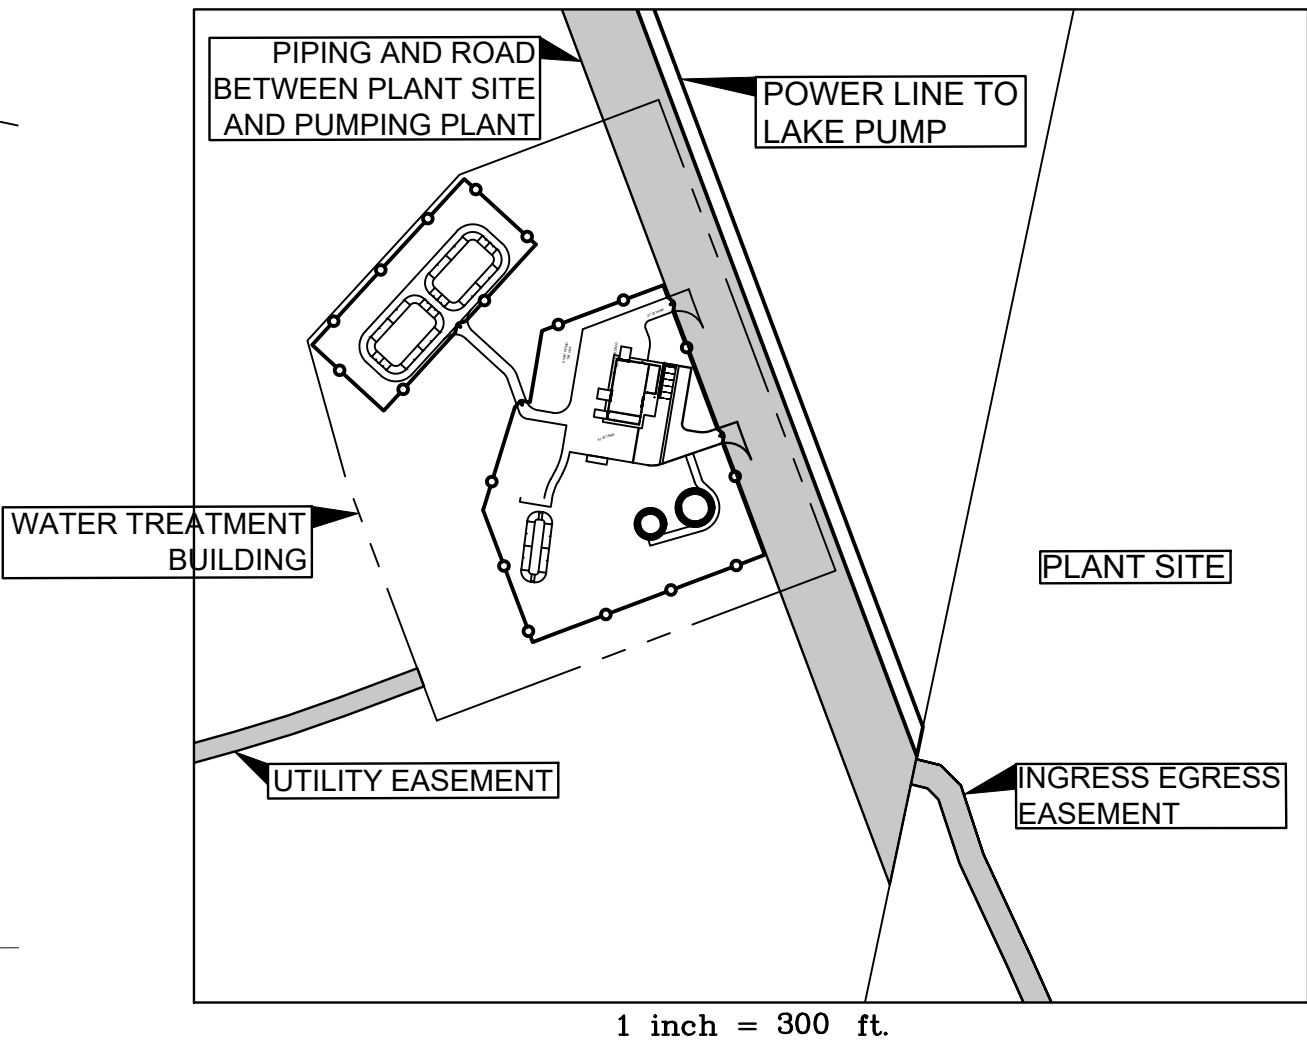 PIPING AND ROAD
BETWEEN PLANT SITE
AND PUMPING PLANT
POWER LINE TO
LAKE PUMP
WATER TREATMENT
BUILDING
PLANT SITE
UTILITY EASEMENT
INGRESS EGRESS
EASEMENT
1 inch = 300 ft.